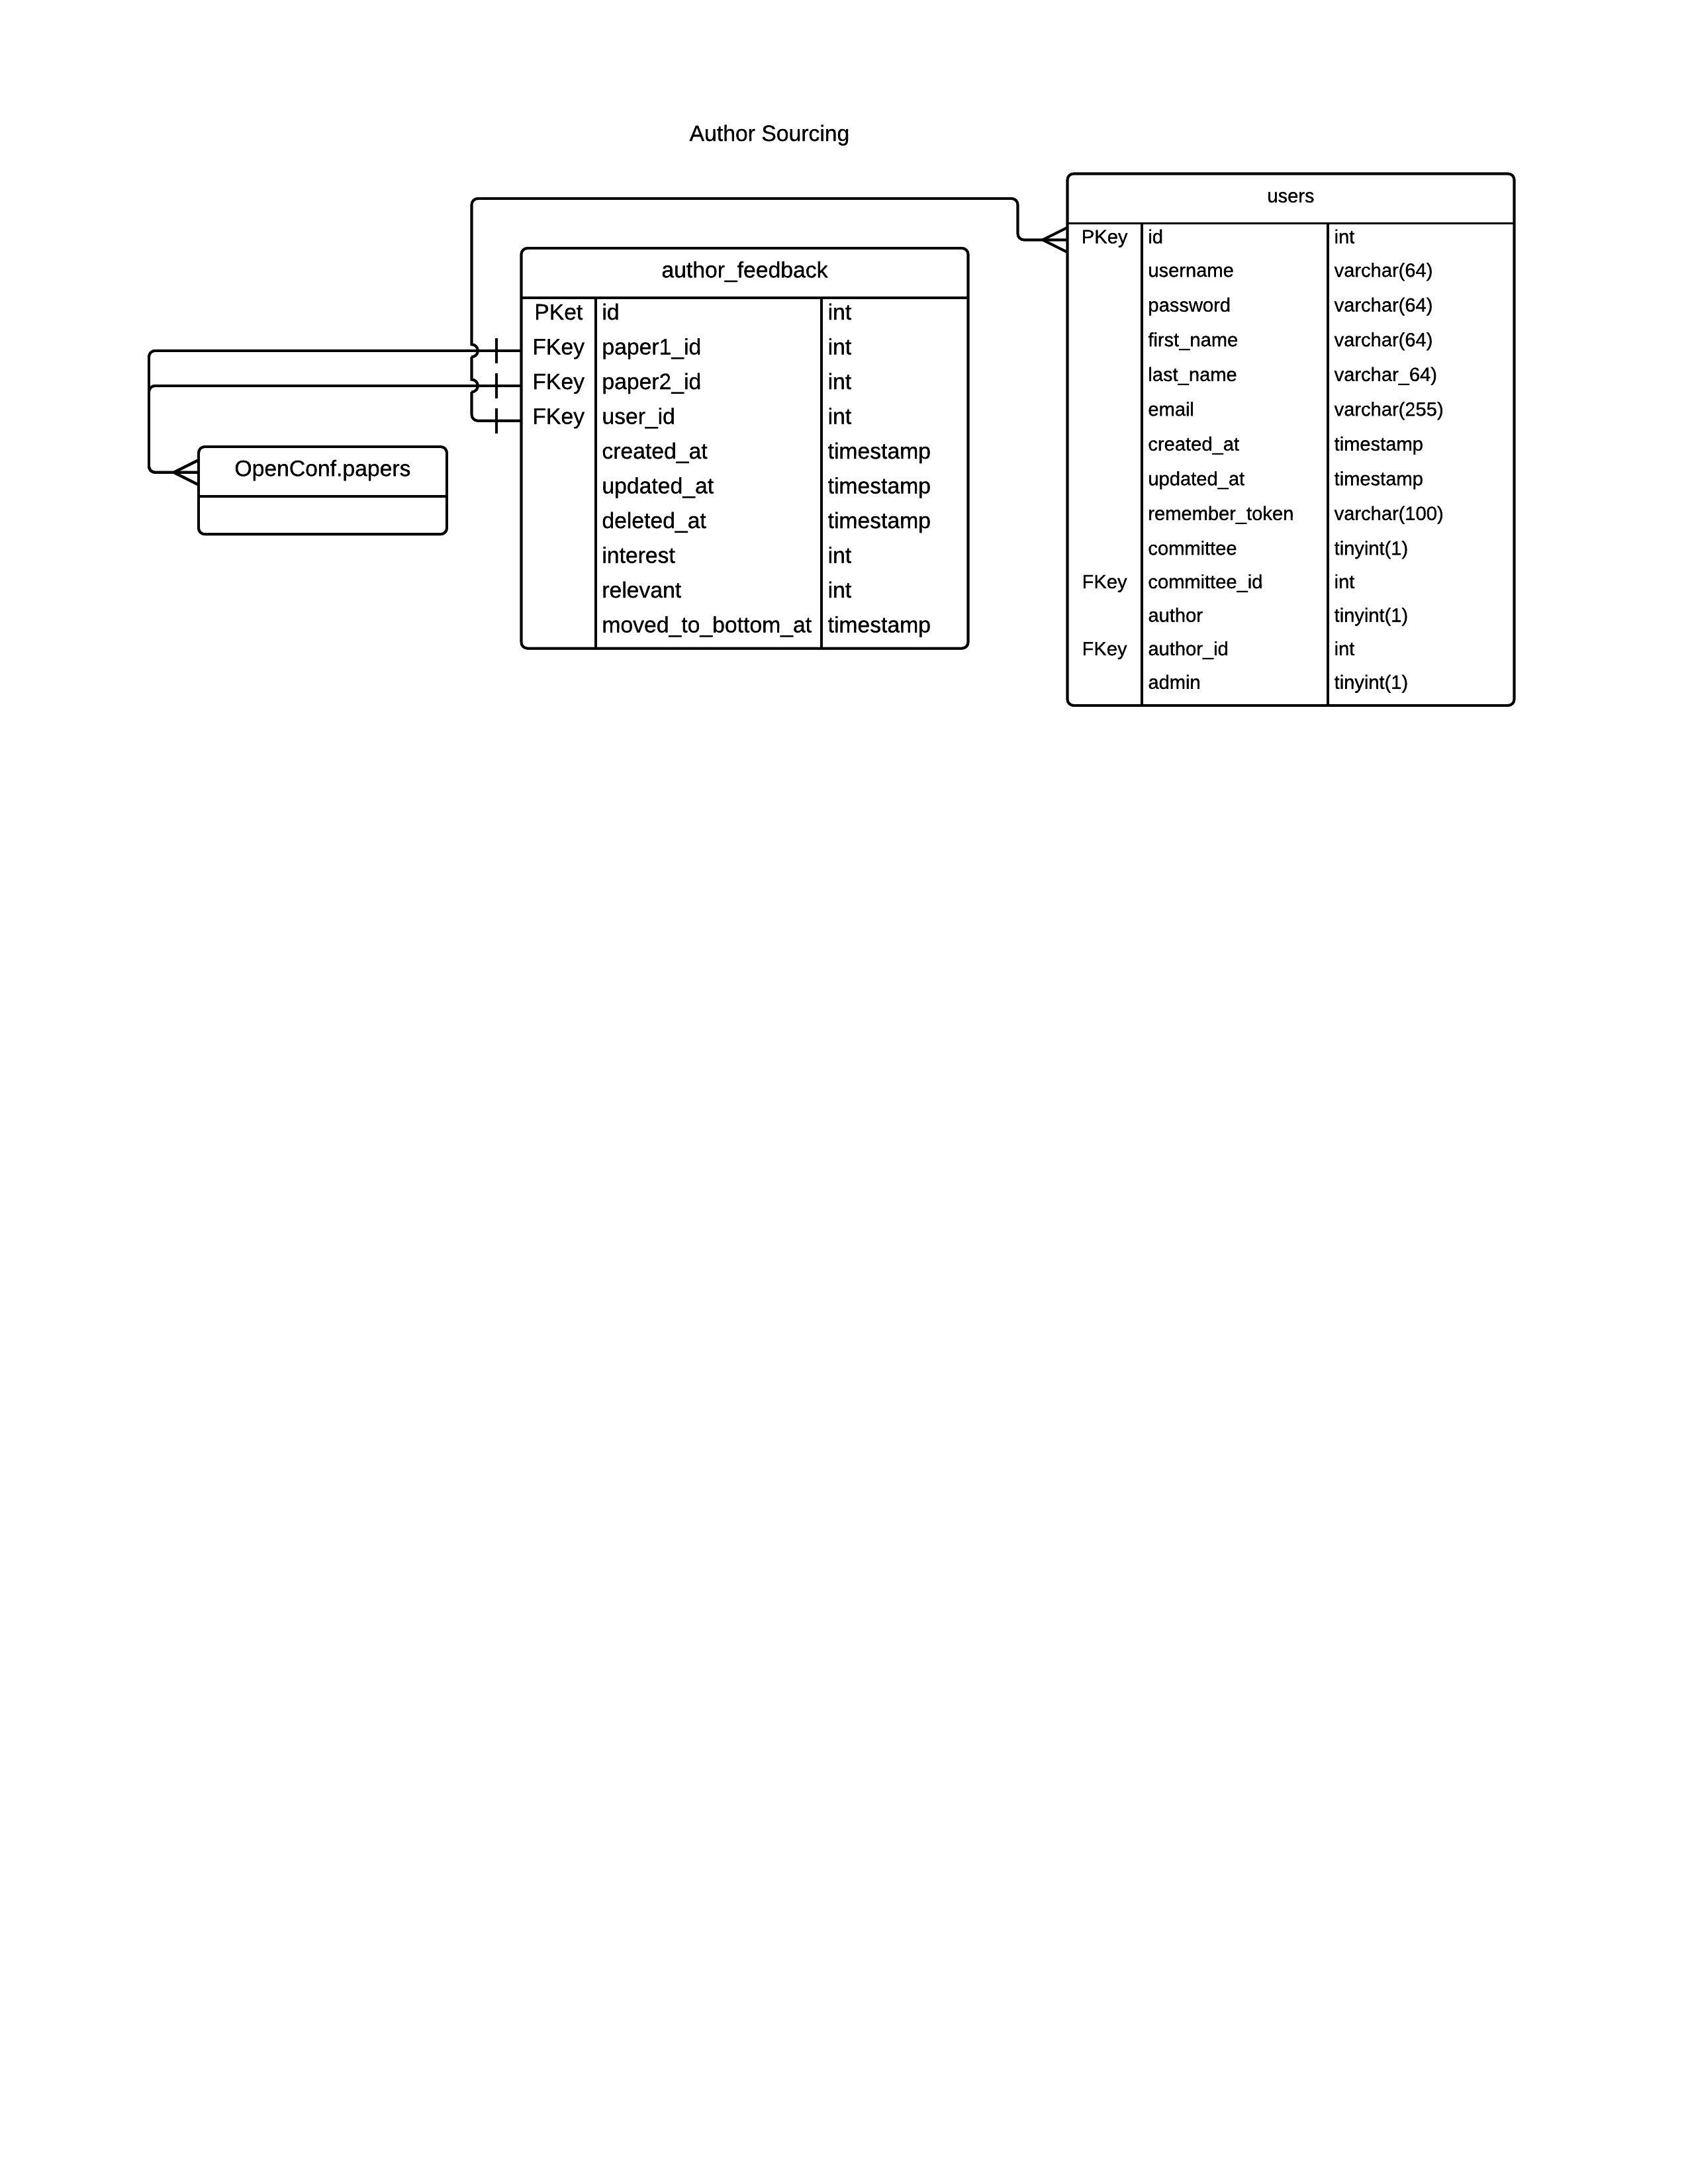 Author Sourcing
OpenConf.papers
author_feedback
PKet id int
FKey paper1_id int
FKey paper2_id int
FKey user_id int
created_at timestamp
updated_at timestamp
deleted_at timestamp
interest int
relevant int
moved_to_bottom_at timestamp
users
PKey id int
username varchar(64)
password varchar(64)
first_name varchar(64)
last_name varchar_64)
email varchar(255)
created_at timestamp
updated_at timestamp
remember_token varchar(100)
committee tinyint(1)
FKey committee_id int
author tinyint(1)
FKey author_id int
admin tinyint(1)